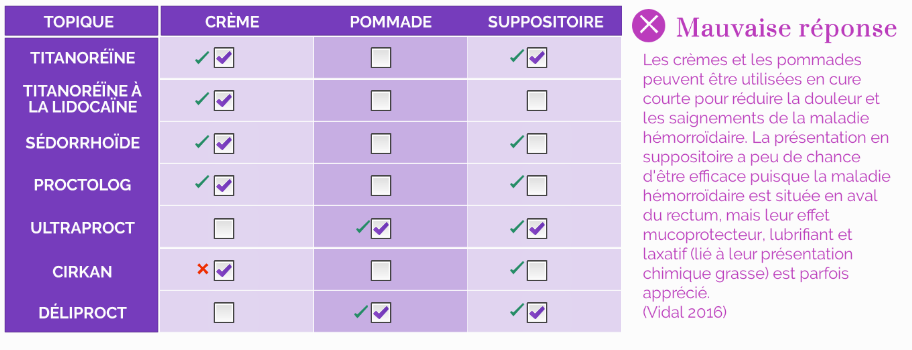 TOPIQUE CRÈME POMMADE SUPPOSITOIRE
TITANORÉÏNE
TITANORÉÏNE À
LA LIDOCAÏNE
SÉDORRHOÏDE
PROCTOLOG
ULTRAPROCT
CIRKAN
DÉLIPROCT
Mauvaise réponse
Les crèmes et les pommades
peuvent être utilisées en cure
courte pour réduire la douleur et
les saignements de la maladie
hémorroïdaire. La présentation en
suppositoire a peu de chance
d'être efficace puisque la maladie
hémorroïdaire est située en aval
du rectum, mais leur effet
mucoprotecteur, lubrifiant et
laxatif (lié à leur présentation
chimique grasse) est parfois
apprécié.
(Vidal 2016)